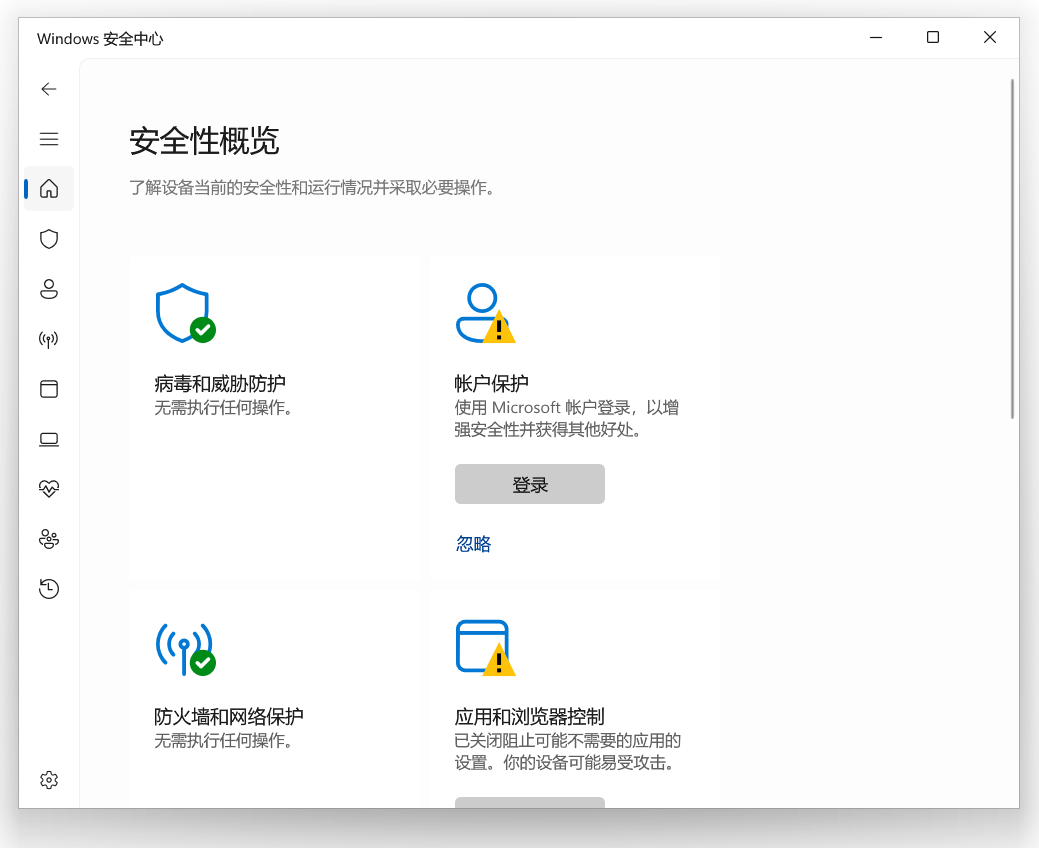 Windows 安全中心
安全性概览
了解设备当前的安全性和运行情况并采取必要操作。
病毒和威胁防护
无需执行任何操作。
帐户保护
使用 Microsoft 帐户登录，以增
强安全性并获得其他好处。
登录
忽略
防火墙和网络保护
无需执行任何操作。
应用和浏览器控制
已关闭阻止可能不需要的应用的
设置。你的设备可能易受攻击。